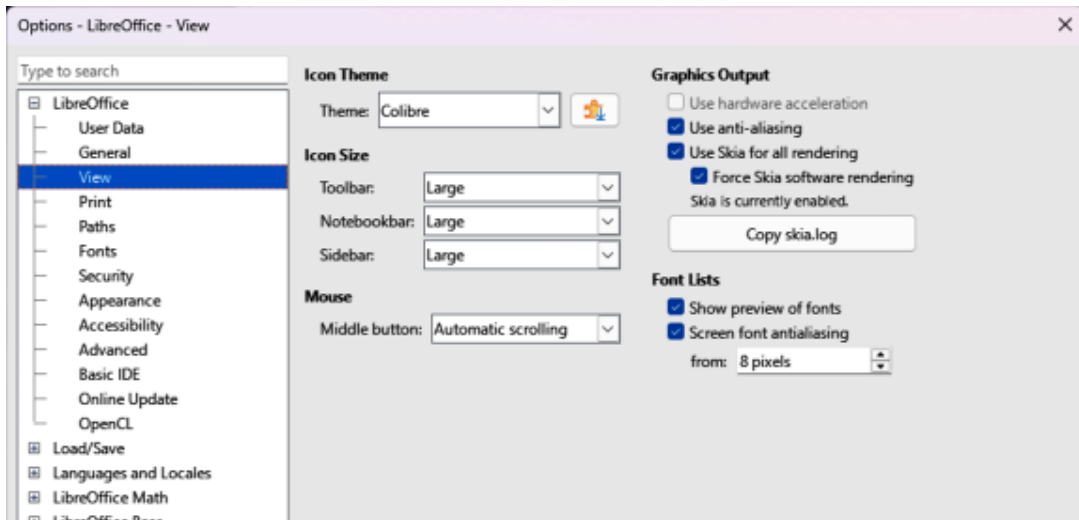 Options - LibreOffice - View
Type to search
LibreOffice
User Data
General
View
Print
Paths
Fonts
Security
Appearance
Accessibility
Advanced
Basic IDE
Online Update
OpenCL
Load/Save
Languages and Locales
LibreOffice Math
LibreOffice Base
Icon Theme
Theme: Colibre
Icon Size
Toolbar: Large
Notebookbar: Large
Sidebar: Large
Mouse
Middle button: Automatic scrolling
Graphics Output
Use hardware acceleration
Use anti-aliasing
Use Skia for all rendering
Force Skia software rendering
Skia is currently enabled.
Copy skia.log
Font Lists
Show preview of fonts
Screen font antialiasing
from: 8 pixels